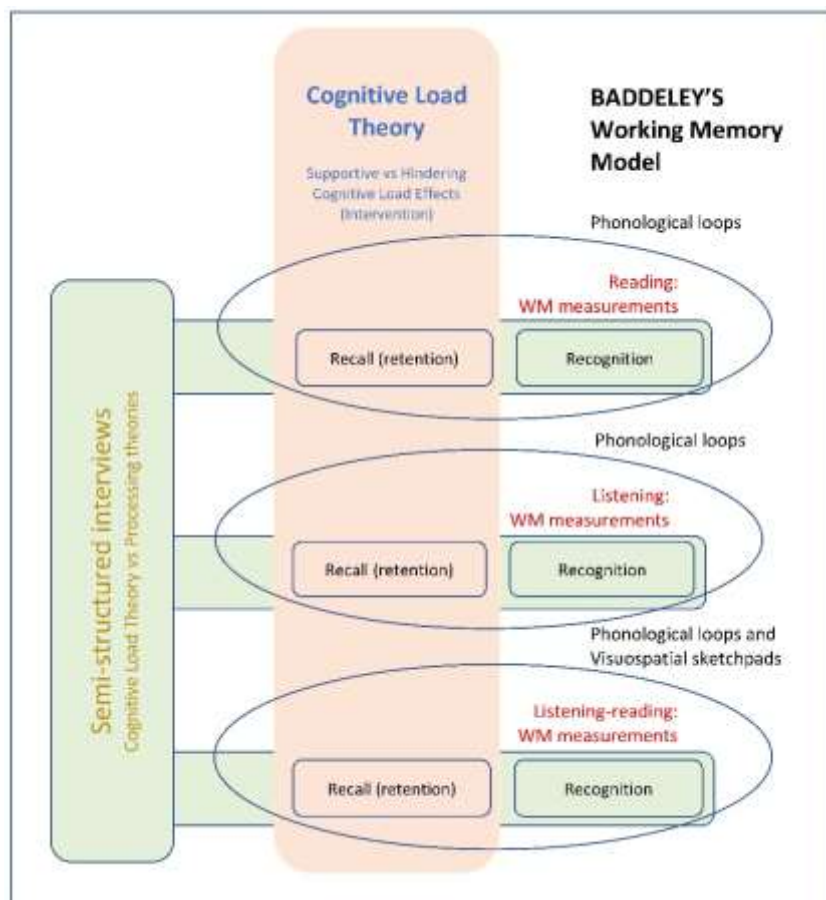 Cognitive Load
Theory
Supportive vs Hindering
Cognitive Load Effects
(Intervention)
BADDELEY'S
Working Memory
Model
Phonological loops
Reading:
WM measurements
Recall (retention)
Recognition
Phonological loops
Listening:
WM measurements
Recall (retention)
Recognition
Phonological loops and
Visuospatial sketchpads
Listening-reading:
WM measurements
Recall (retention)
Recognition
Semi-structured interviews
Cognitive Load Theory vs Processing theories